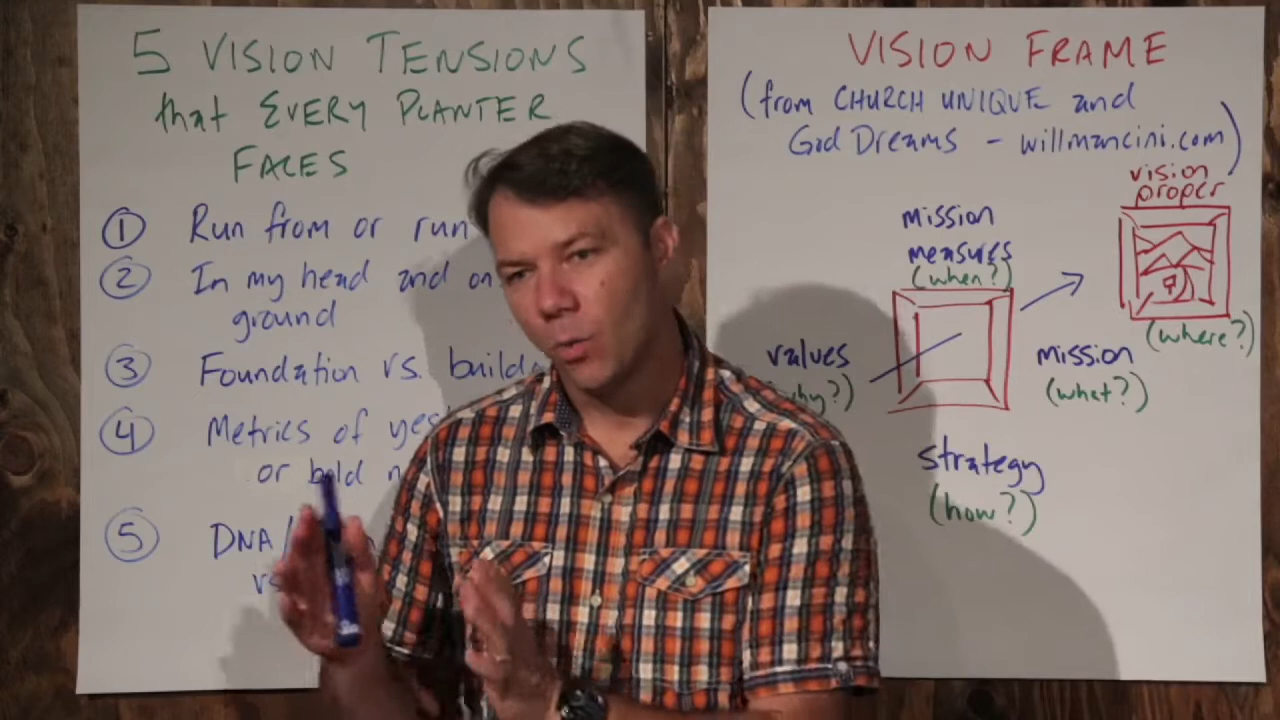 5 VISION TENSIONS
that EVERY PLANTER
FACES
① Run from or run
② In my head and on
ground
③ Foundation vs.
④ Metrics of
or bold
⑤ DNA/
vs
VISION FRAME
(from CHURCH UNIQUE and
God Dreams - willmancini.com)
vision
proper
(where?)
mission
measures
(when?)
values
mission
(what?)
strategy
(how?)